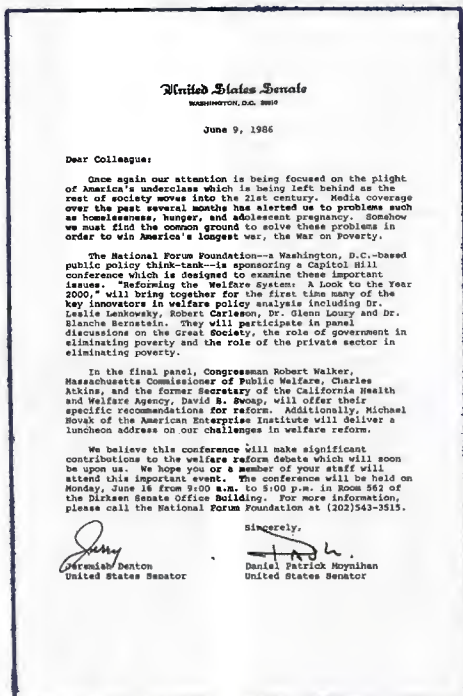 United States Senate
WASHINGTON, D.C. 20510
June 9, 1986
Dear Colleague:
Once again our attention is being focused on the plight
of America's underclass which is being left behind as the
rest of society moves into the 21st century. Media coverage
over the past several months has alerted us to problems such
as homelessness, hunger, and adolescent pregnancy. Somehow
we must find the common ground to solve these problems in
order to win America's longest war, the War on Poverty.
The National Forum Foundation--a Washington, D.C.-based
public policy think-tank--is sponsoring a Capitol Hill
conference which is designed to examine these important
issues. "Reforming the Welfare System: A Look to the Year
2000," will bring together for the first time many of the
key innovators in welfare policy analysis including Dr.
Leslie Lenkowsky, Robert Carleson, Dr. Glenn Loury and Dr.
Blanche Bernstein. They will participate in panel
discussions on the Great Society, the role of government in
eliminating poverty and the role of the private sector in
eliminating poverty.
In the final panel, Congressman Robert Walker,
Massachusetts Commissioner of Public Welfare, Charles
Atkins, and the former Secretary of the California Health
and Welfare Agency, David B. Swoap, will offer their
specific recommendations for reform. Additionally, Michael
Novak of the American Enterprise Institute will deliver a
luncheon address on our challenges in welfare reform.
We believe this conference will make significant
contributions to the welfare reform debate which will soon
be upon us. We hope you or a member of your staff will
attend this important event. The conference will be held on
Monday, June 16 from 9:00 a.m. to 5:00 p.m. in Room 562 of
the Dirksen Senate Office Building. For more information,
please call the National Forum Foundation at (202)543-3515.
Sincerely,
Jerry
Jeremiah Denton Daniel Patrick Moynihan
United States Senator United States Senator